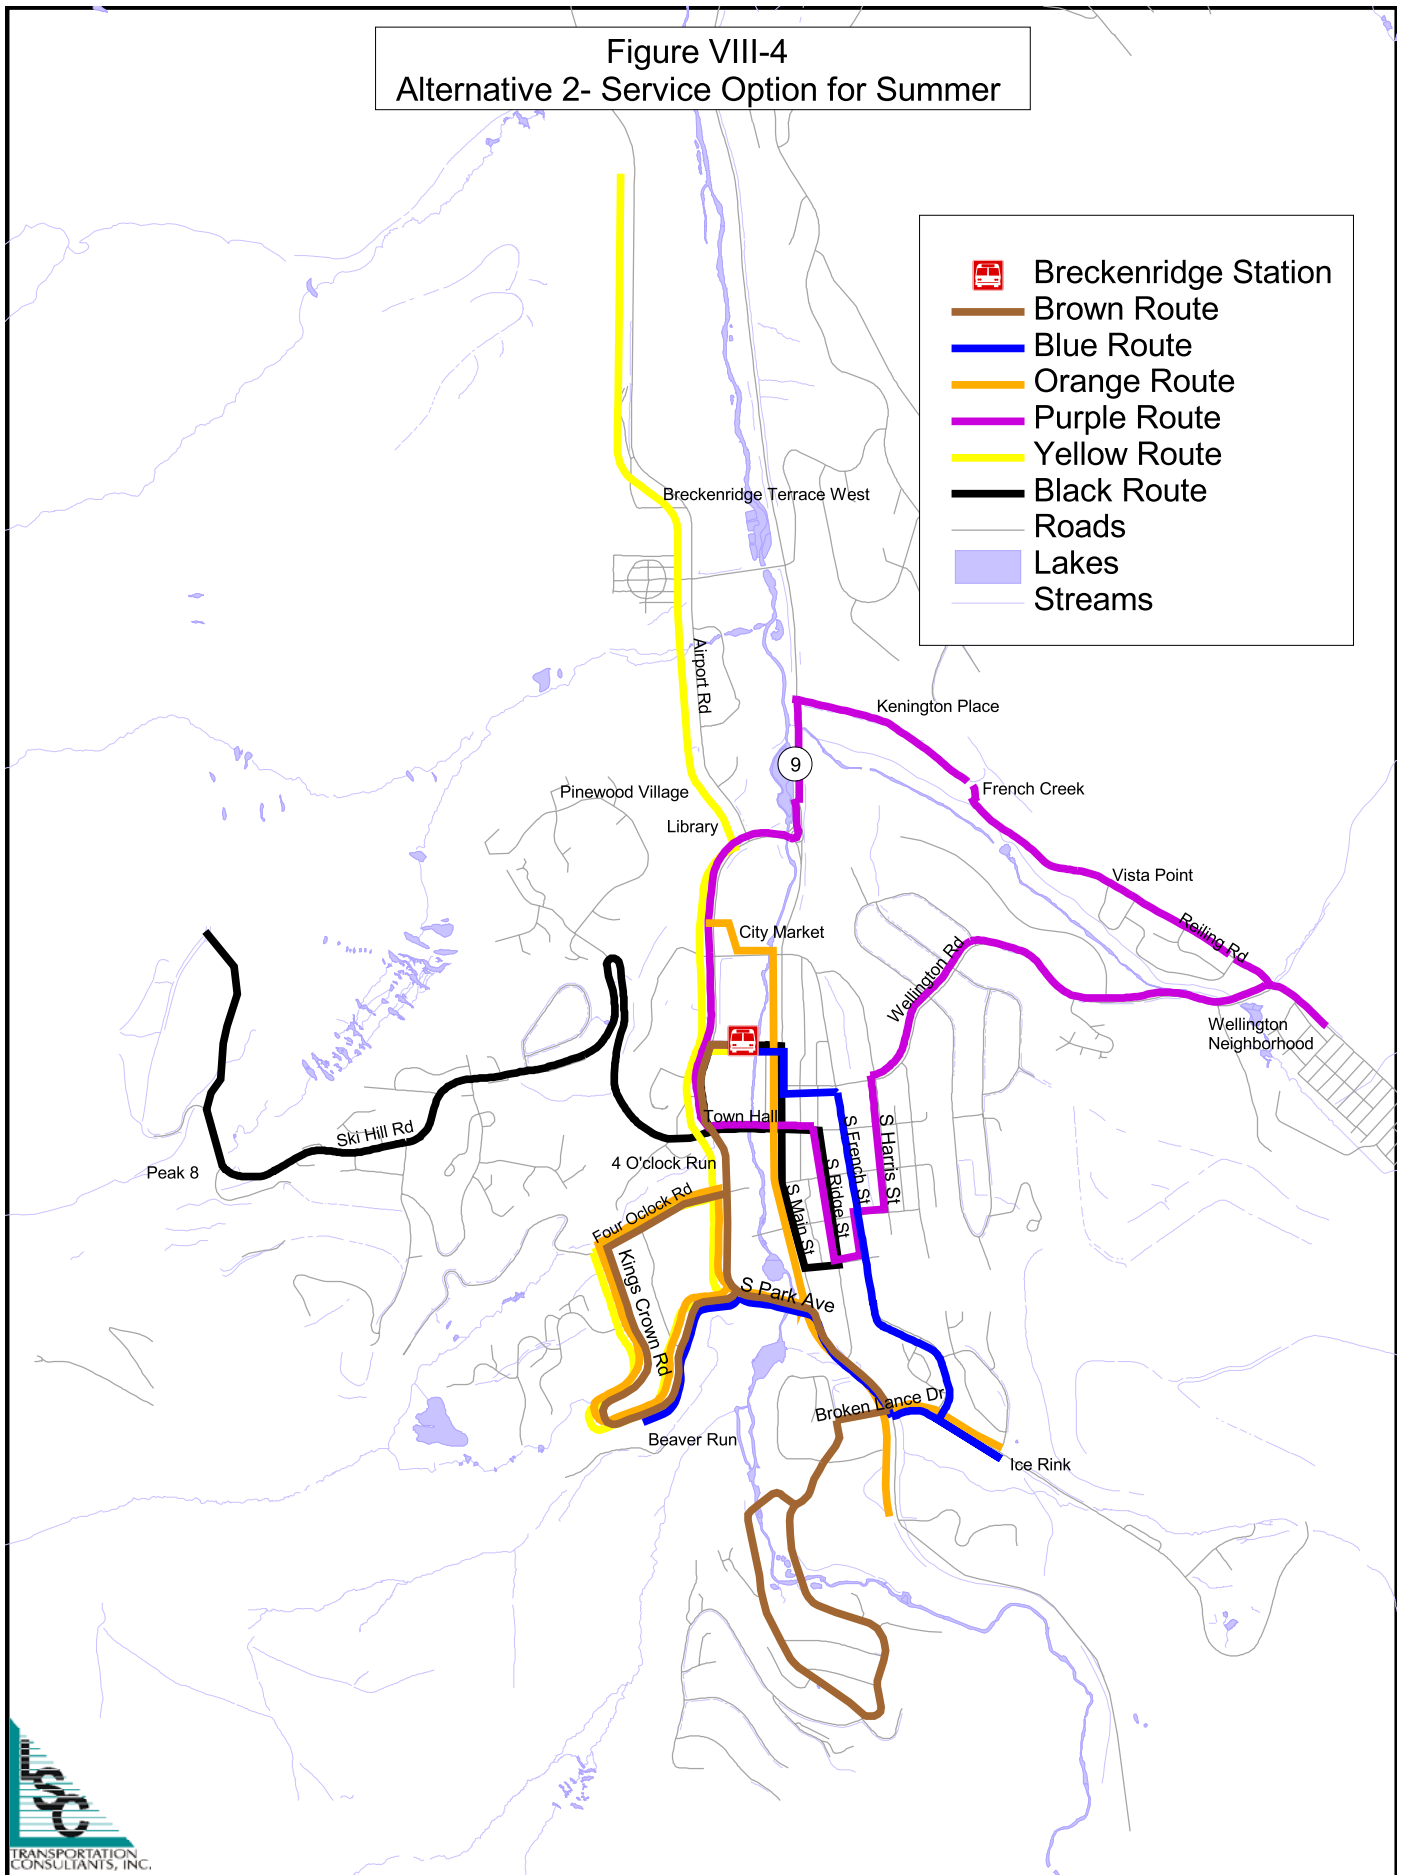 Figure VIII-4
Alternative 2- Service Option for Summer
Breckenridge Station
Brown Route
Blue Route
Orange Route
Purple Route
Yellow Route
Black Route
Roads
Lakes
Streams
Breckenridge Terrace West
Airport Rd
Kenington Place
9
French Creek
Pinewood Village
Library
Vista Point
Reiling Rd
City Market
Wellington Rd
Wellington
Neighborhood
Town Hall
Ski Hill Rd
Peak 8
4 O'clock Run
S French St
S Harris St
S Ridge St
S Main St
Four Oclock Rd
Kings Crown Rd
S Park Ave
Broken Lance Dr
Beaver Run
Ice Rink
LSC
TRANSPORTATION
CONSULTANTS, INC.